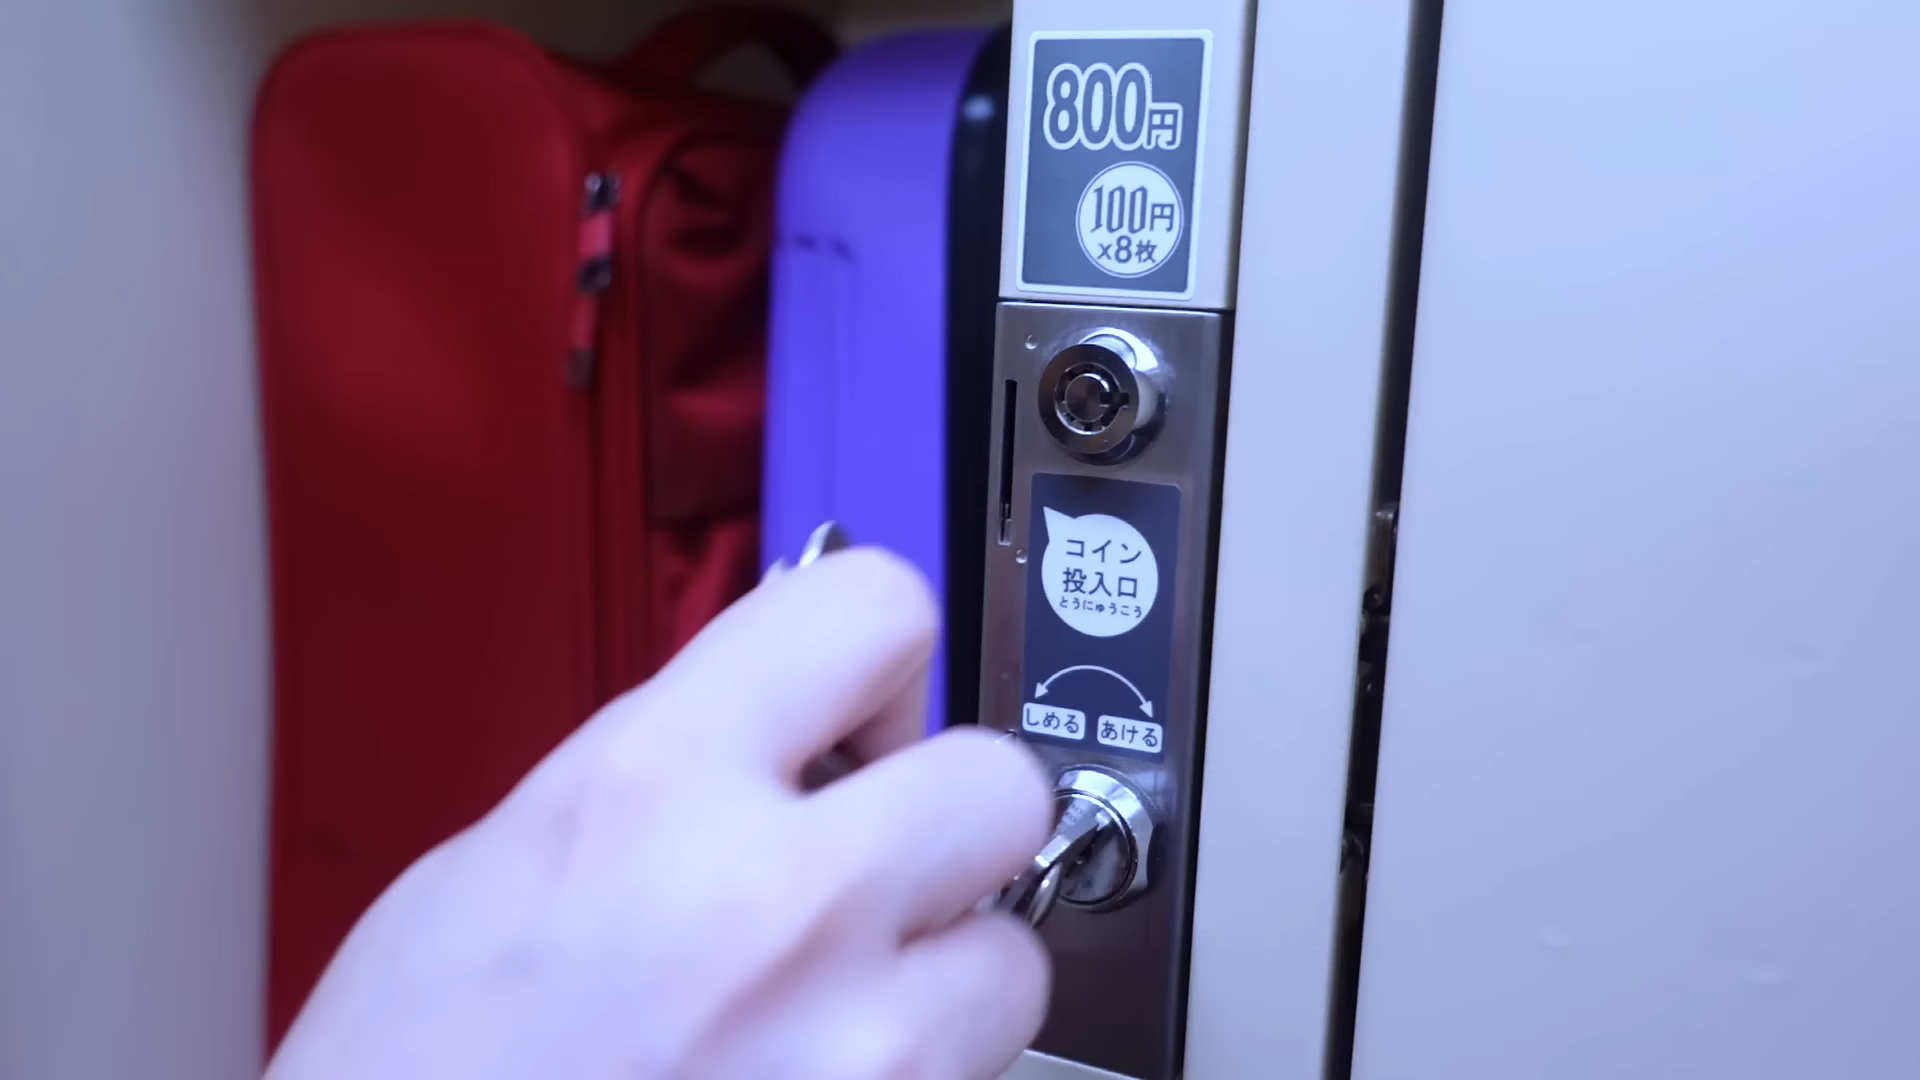 800円
100円
x8枚
コイン
投入口
とうにゅうこう
しめる
あける